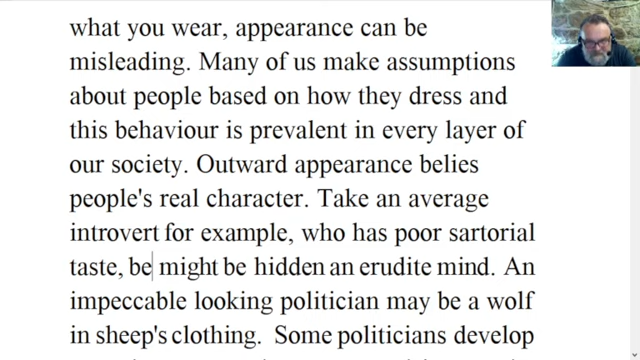 what you wear, appearance can be
misleading. Many of us make assumptions
about people based on how they dress and
this behaviour is prevalent in every layer of
our society. Outward appearance belies
people's real character. Take an average
introvert for example, who has poor sartorial
taste, be might be hidden an erudite mind. An
impeccable looking politician may be a wolf
in sheep's clothing. Some politicians develop